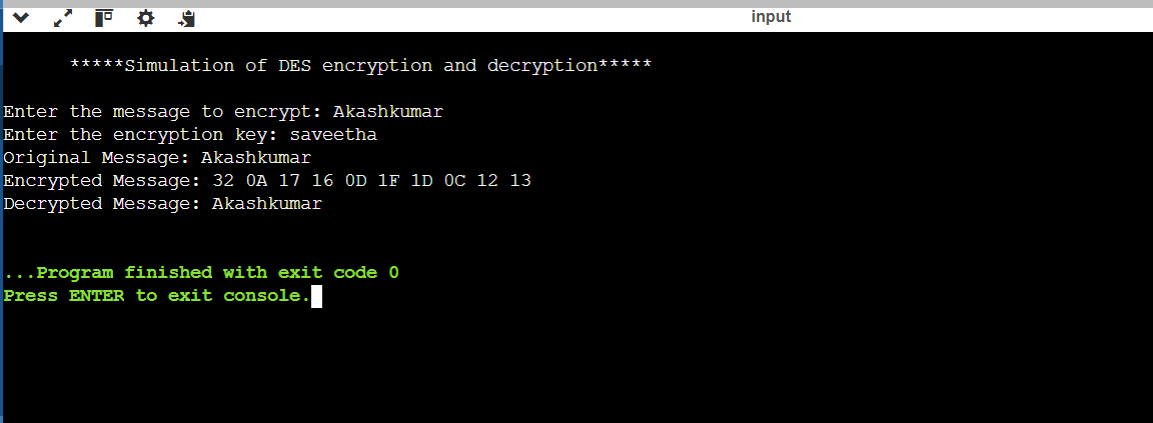 input
*****Simulation of DES encryption and decryption*****
Enter the message to encrypt: Akashkumar
Enter the encryption key: saveetha
Original Message: Akashkumar
Encrypted Message: 32 0A 17 16 0D 1F 1D 0C 12 13
Decrypted Message: Akashkumar
...Program finished with exit code 0
Press ENTER to exit console.